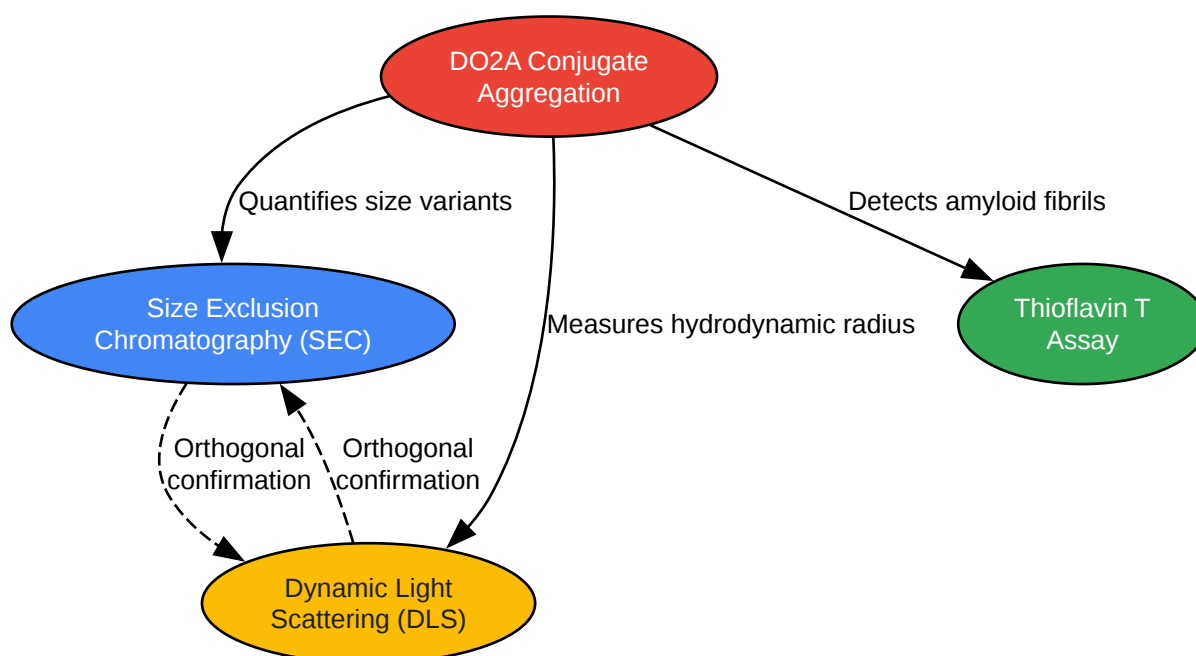 DO2A Conjugate
Aggregation
Quantifies size variants
Detects amyloid fibrils
Size Exclusion
Chromatography (SEC)
Measures hydrodynamic radius
Thioflavin T
Assay
Orthogonal
confirmation
Orthogonal
confirmation
Dynamic Light
Scattering (DLS)